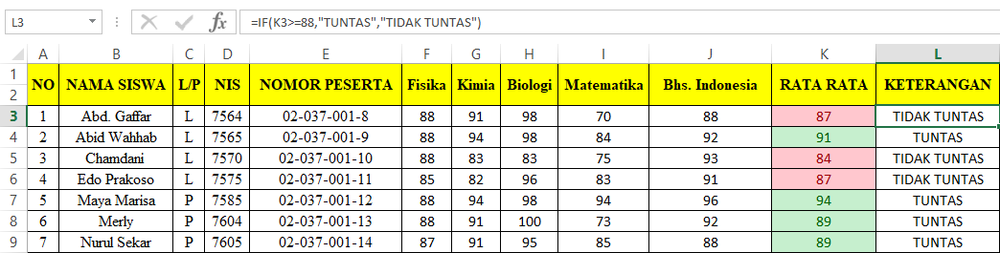 L3 fx =IF(K3>=88,"TUNTAS","TIDAK TUNTAS")
A B C D E F G H I J K L
1 2 NO NAMA SISWA L/P NIS NOMOR PESERTA Fisika Kimia Biologi Matematika Bhs. Indonesia RATA RATA KETERANGAN
3 1 Abd. Gaffar L 7564 02-037-001-8 88 91 98 70 88 87 TIDAK TUNTAS
4 2 Abid Wahhab L 7565 02-037-001-9 88 94 98 84 92 91 TUNTAS
5 3 Chamdani L 7570 02-037-001-10 88 83 83 75 93 84 TIDAK TUNTAS
6 4 Edo Prakoso L 7575 02-037-001-11 85 82 96 83 91 87 TIDAK TUNTAS
7 5 Maya Marisa P 7585 02-037-001-12 88 94 98 94 96 94 TUNTAS
8 6 Merly P 7604 02-037-001-13 88 91 100 73 92 89 TUNTAS
9 7 Nurul Sekar P 7605 02-037-001-14 87 91 95 85 88 89 TUNTAS